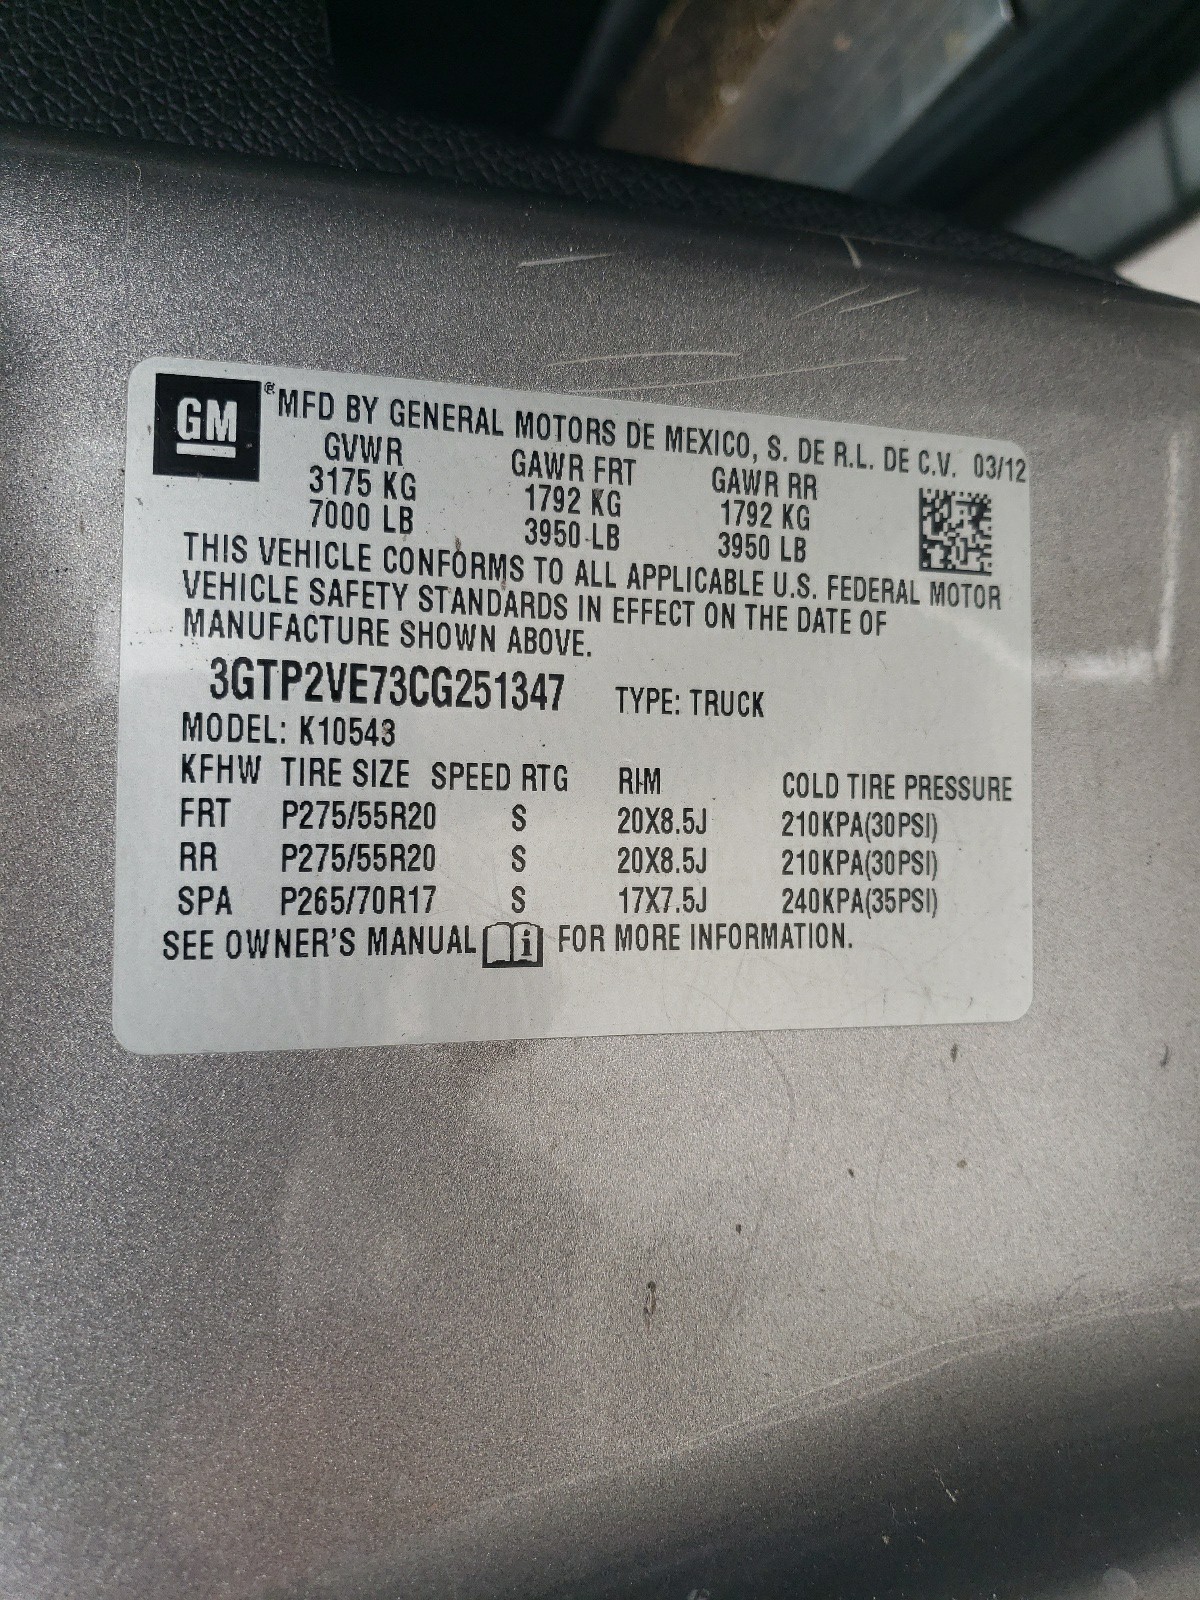 GM ® MFD BY GENERAL MOTORS DE MEXICO, S. DE R.L. DE C.V. 03/12
GVWR GAWR FRT GAWR RR
3175 KG 1792 KG 1792 KG
7000 LB 3950 LB 3950 LB
THIS VEHICLE CONFORMS TO ALL APPLICABLE U.S. FEDERAL MOTOR
VEHICLE SAFETY STANDARDS IN EFFECT ON THE DATE OF
MANUFACTURE SHOWN ABOVE.
3GTP2VE73CG251347 TYPE: TRUCK
MODEL: K10543
KFHW TIRE SIZE SPEED RTG RIM COLD TIRE PRESSURE
FRT P275/55R20 S 20X8.5J 210KPA(30PSI)
RR P275/55R20 S 20X8.5J 210KPA(30PSI)
SPA P265/70R17 S 17X7.5J 240KPA(35PSI)
SEE OWNER'S MANUAL i FOR MORE INFORMATION.